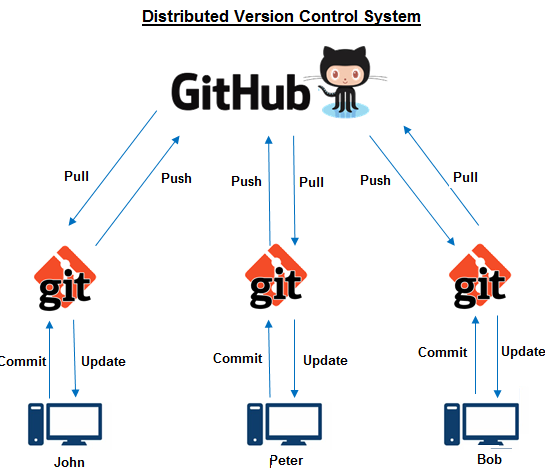 Distributed Version Control System
GitHub
Pull
Push
Push
Pull
Push
Pull
git
git
git
Commit
Update
Commit
Update
Commit
Update
John
Peter
Bob